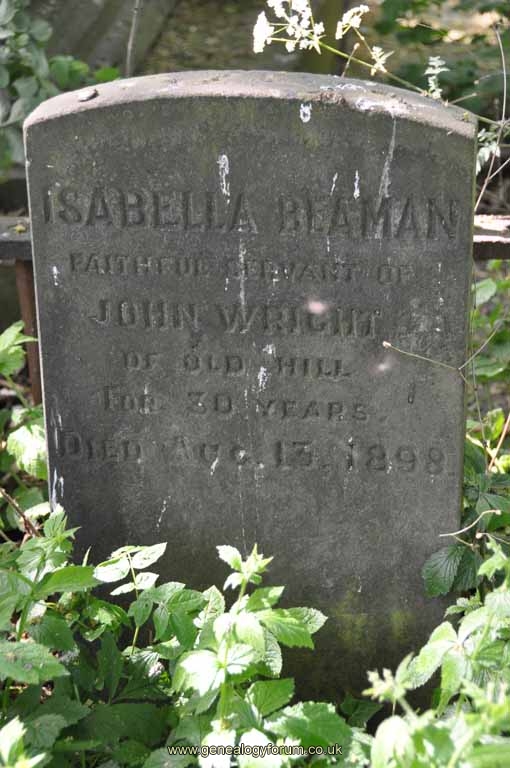 ISABELLA BEAMAN
FAITHFUL SERVANT OF
JOHN WRIGHT
OF OLD HILL
FOR 30 YEARS.
DIED AUG. 13. 1898.
www.genealogyforum.co.uk